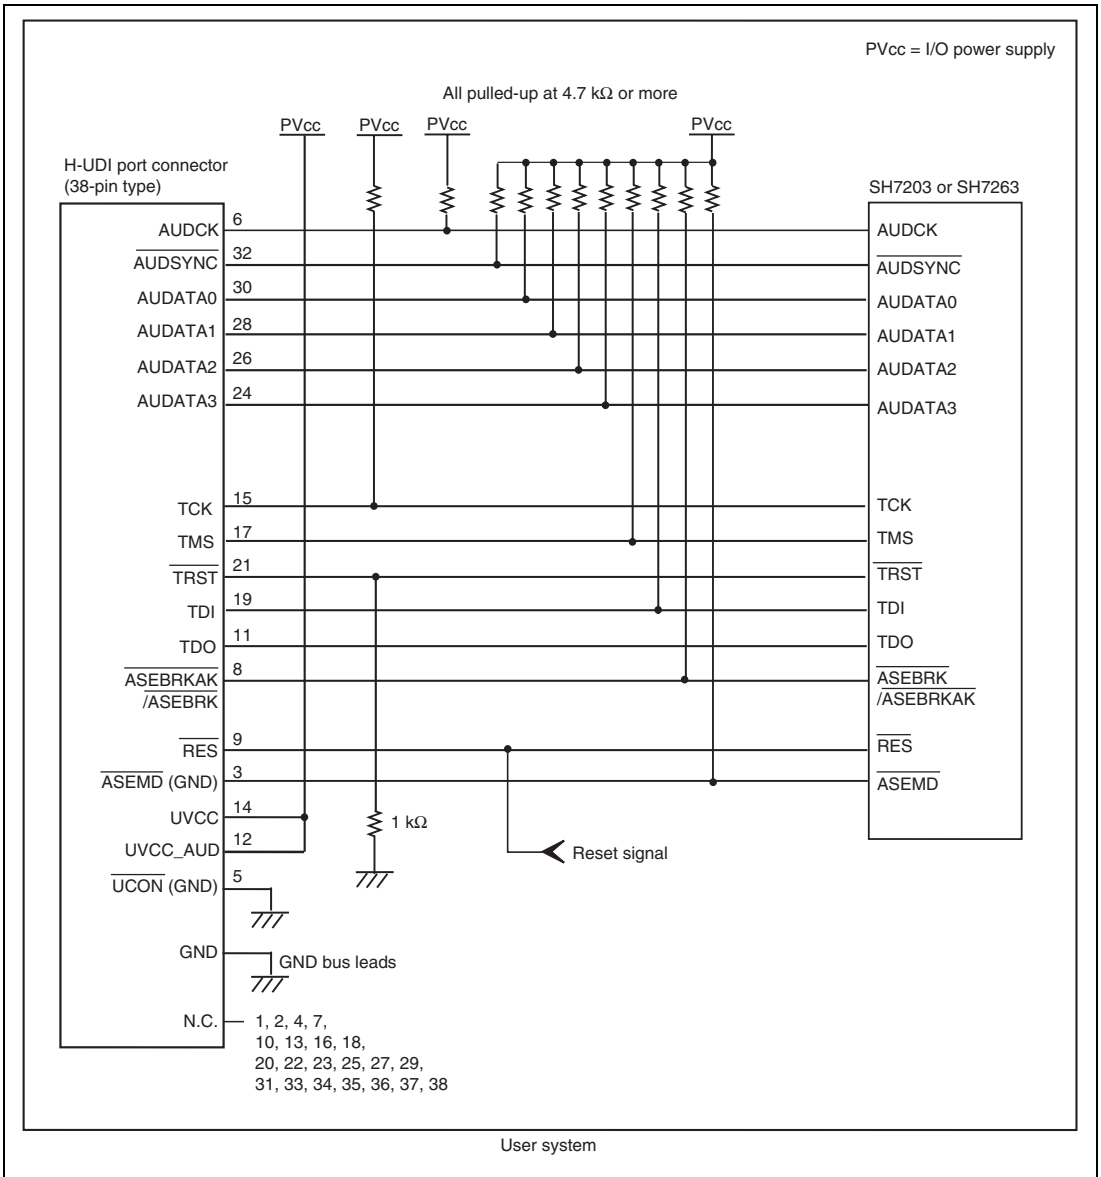 PVcc = I/O power supply
All pulled-up at 4.7 kΩ or more
PVcc
PVcc
PVcc
PVcc
H-UDI port connector
(38-pin type)
SH7203 or SH7263
AUDCK 6 AUDCK
AUDSYNC 32 AUDSYNC
AUDATA0 30 AUDATA0
AUDATA1 28 AUDATA1
AUDATA2 26 AUDATA2
AUDATA3 24 AUDATA3
TCK 15 TCK
TMS 17 TMS
TRST 21 TRST
TDI 19 TDI
TDO 11 TDO
ASEBRKAK 8 ASEBRK
/ASEBRK /ASEBRKAK
RES 9 RES
ASEMD (GND) 3 ASEMD
UVCC 14
1 kΩ
UVCC_AUD 12
Reset signal
UCON (GND) 5
GND
GND bus leads
N.C. 1, 2, 4, 7,
10, 13, 16, 18,
20, 22, 23, 25, 27, 29,
31, 33, 34, 35, 36, 37, 38
User system